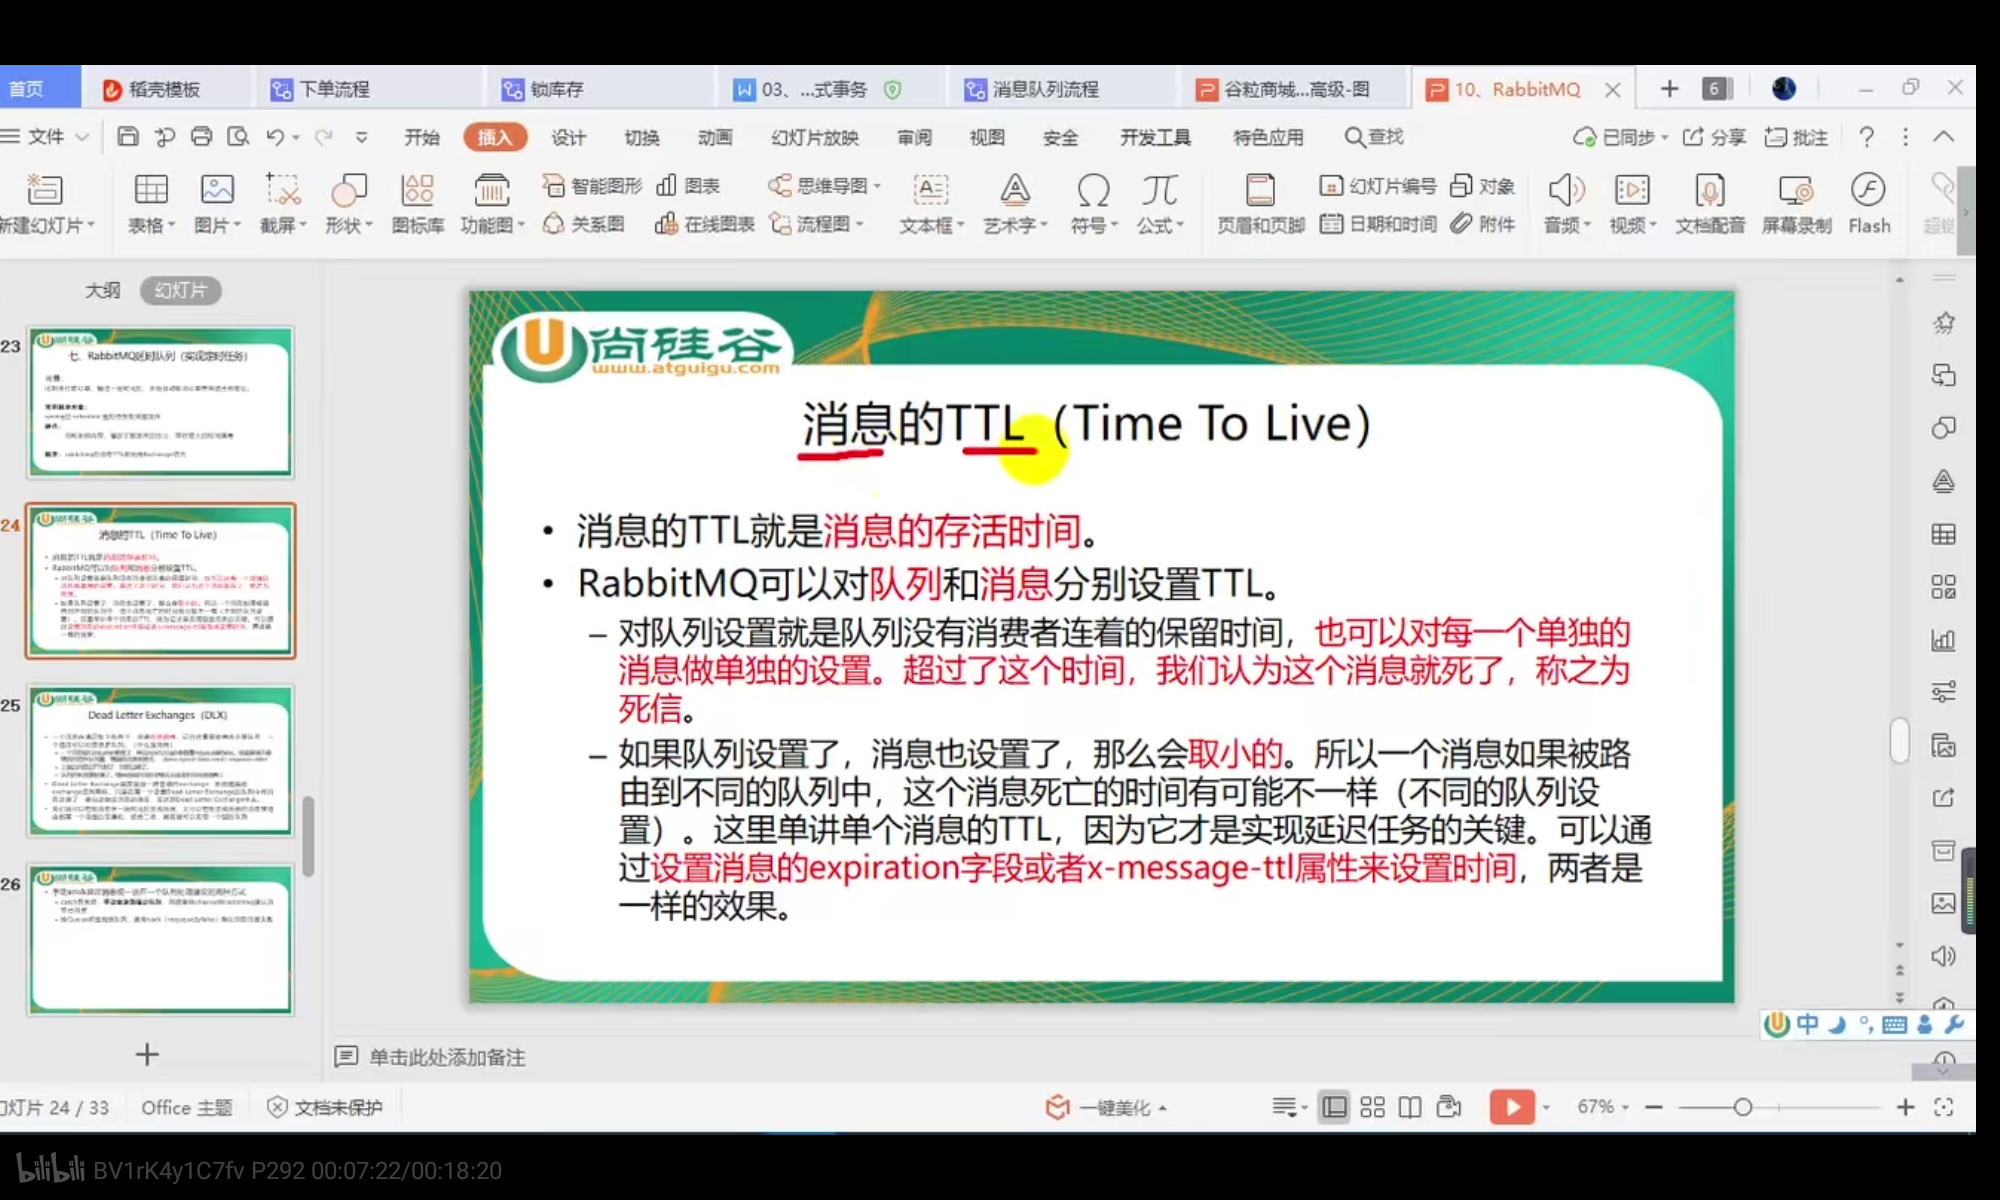 首页
稻壳模板
下单流程
锁库存
03、...式事务
消息队列流程
谷粒商城...高级-图
10、RabbitMQ
6
文件
开始
插入
设计
切换
动画
幻灯片放映
审阅
视图
安全
开发工具
特色应用
查找
已同步
分享
批注
新建幻灯片
表格
图片
截屏
形状
图标库
功能图
智能图形
关系图
图表
在线图表
思维导图
流程图
文本框
艺术字
符号
公式
页眉和页脚
幻灯片编号
日期和时间
对象
附件
音频
视频
文档配音
屏幕录制
Flash
大纲
幻灯片
23
七、RabbitMQ延时队列（实现定时任务）
24
消息的TTL（Time To Live）
25
Dead Letter Exchanges（DLX）
26
尚硅谷
www.atguigu.com
消息的TTL（Time To Live）
• 消息的TTL就是消息的存活时间。
• RabbitMQ可以对队列和消息分别设置TTL。
– 对队列设置就是队列没有消费者连着的保留时间，也可以对每一个单独的
消息做单独的设置。超过了这个时间，我们认为这个消息就死了，称之为
死信。
– 如果队列设置了，消息也设置了，那么会取小的。所以一个消息如果被路
由到不同的队列中，这个消息死亡的时间有可能不一样（不同的队列设
置）。这里单讲单个消息的TTL，因为它才是实现延迟任务的关键。可以通
过设置消息的expiration字段或者x-message-ttl属性来设置时间，两者是
一样的效果。
单击此处添加备注
中
幻灯片 24 / 33
Office 主题
文档未保护
一键美化
67%
bilibili BV1rK4y1C7fv P292 00:07:22/00:18:20